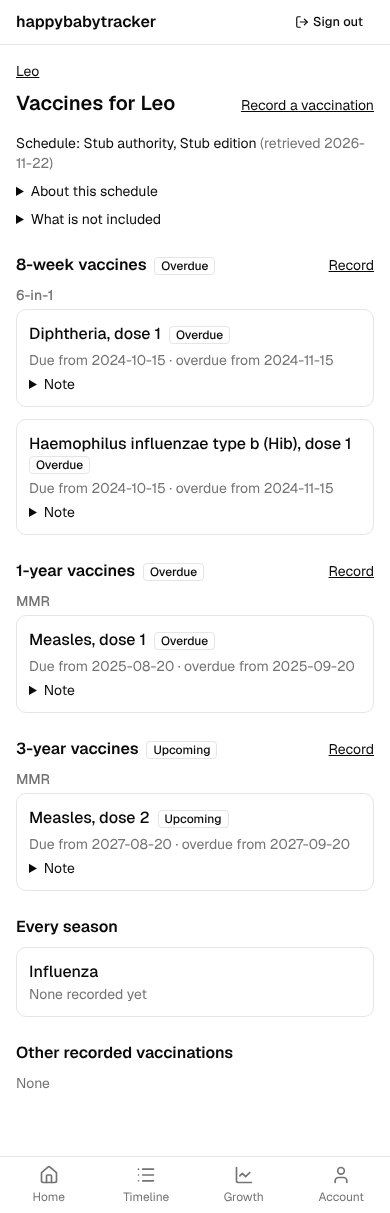 happybabytracker
Sign out
Leo
Vaccines for Leo
Record a vaccination
Schedule: Stub authority, Stub edition (retrieved 2026-
11-22)
About this schedule
What is not included
8-week vaccines Overdue
Record
6-in-1
Diphtheria, dose 1 Overdue
Due from 2024-10-15 · overdue from 2024-11-15
Note
Haemophilus influenzae type b (Hib), dose 1
Overdue
Due from 2024-10-15 · overdue from 2024-11-15
Note
1-year vaccines Overdue
Record
MMR
Measles, dose 1 Overdue
Due from 2025-08-20 · overdue from 2025-09-20
Note
3-year vaccines Upcoming
Record
MMR
Measles, dose 2 Upcoming
Due from 2027-08-20 · overdue from 2027-09-20
Note
Every season
Influenza
None recorded yet
Other recorded vaccinations
None
Home
Timeline
Growth
Account